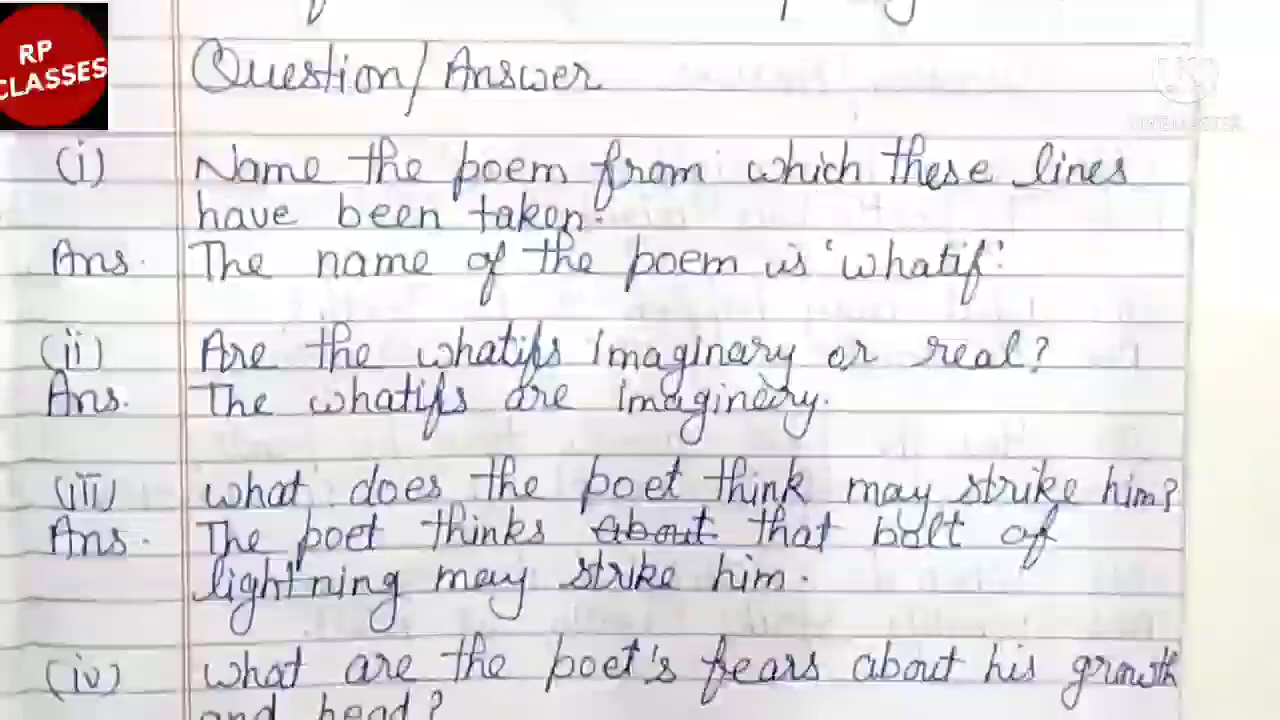 RP
CLASSES
Question/Answer
(i) Name the poem from which these lines
have been taken.
Ans. The name of the poem is 'whatif'
(ii) Are the whatifs imaginary or real?
Ans. The whatifs are imaginary.
(iii) what does the poet think may strike him?
Ans. The poet thinks about that bolt of
lightning may strike him.
(iv) what are the poet's fears about his growth
and head?